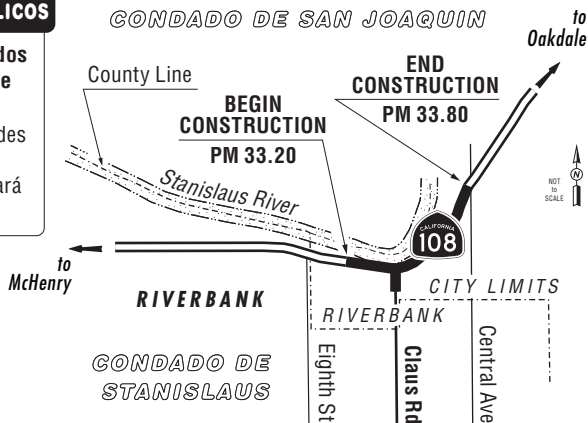 LICOS
dos
e
des
ará
CONDADO DE SAN JOAQUIN
to
Oakdale
County Line
END
CONSTRUCTION
PM 33.80
BEGIN
CONSTRUCTION
PM 33.20
NOT
to
SCALE
N
Stanislaus River
CALIFORNIA
108
to
McHenry
RIVERBANK
CITY LIMITS
RIVERBANK
CONDADO DE
STANISLAUS
Eighth St
Claus Rd
Central Ave